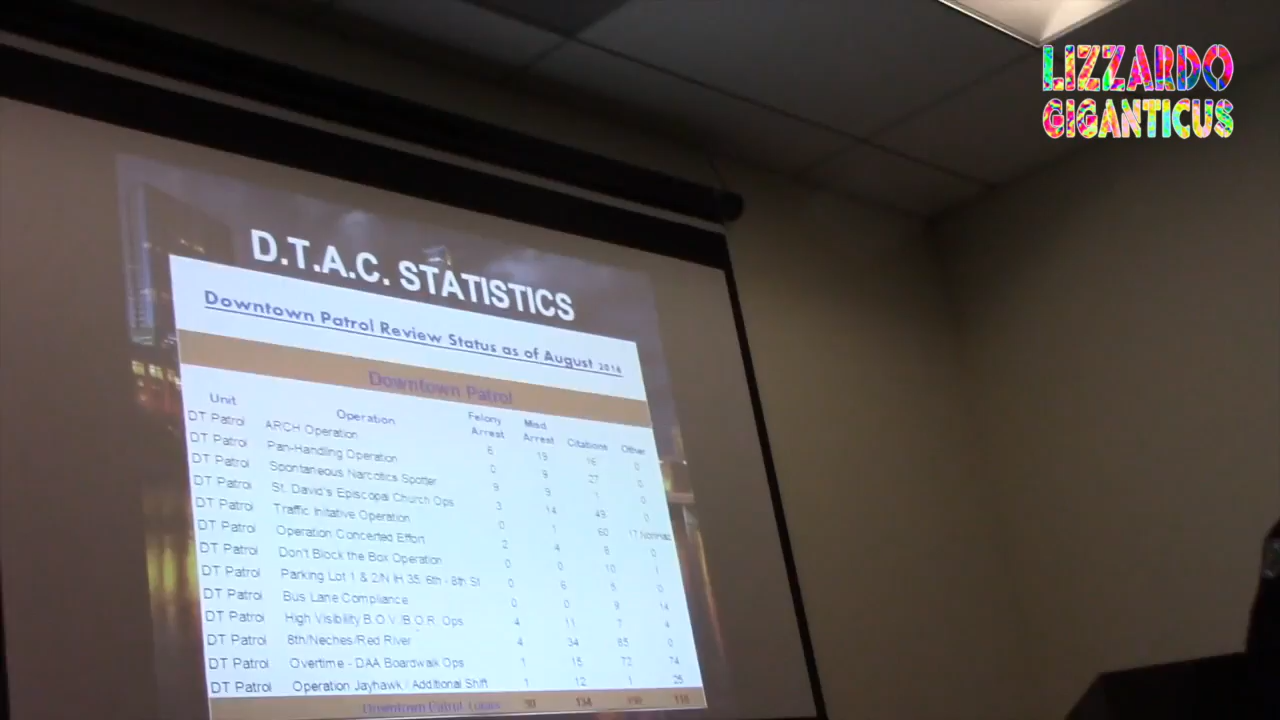 LIZZARDO
GIGANTICUS
D.T.A.C. STATISTICS
Downtown Patrol Review Status as of August 2016
Downtown Patrol
Unit Operation Felony Arrest Misd Arrest Citations Other
DT Patrol ARCH Operation 6 19 16 0
DT Patrol Pan-Handling Operation 0 9 27 0
DT Patrol Spontaneous Narcotics Spotter 9 9 1 0
DT Patrol St. David's Episcopal Church Ops 3 14 49 0
DT Patrol Traffic Initative Operation 0 1 60
DT Patrol Operation Concerted Effort 2 4 8 0
DT Patrol Don't Block the Box Operation 0 0 10 1
DT Patrol Parking Lot 1 & 2/N IH 35, 6th - 8th St 0 6 5 0
DT Patrol Bus Lane Compliance 0 0 9 14
DT Patrol High Visibility B.O.V./B.O.R. Ops 4 11 7 4
DT Patrol 8th/Neches/Red River 4 34 85 0
DT Patrol Overtime - DAA Boardwalk Ops 1 15 72 74
DT Patrol Operation Jayhawk / Additional Shift 1 12 1 25
Downtown Patrol Totals 30 134